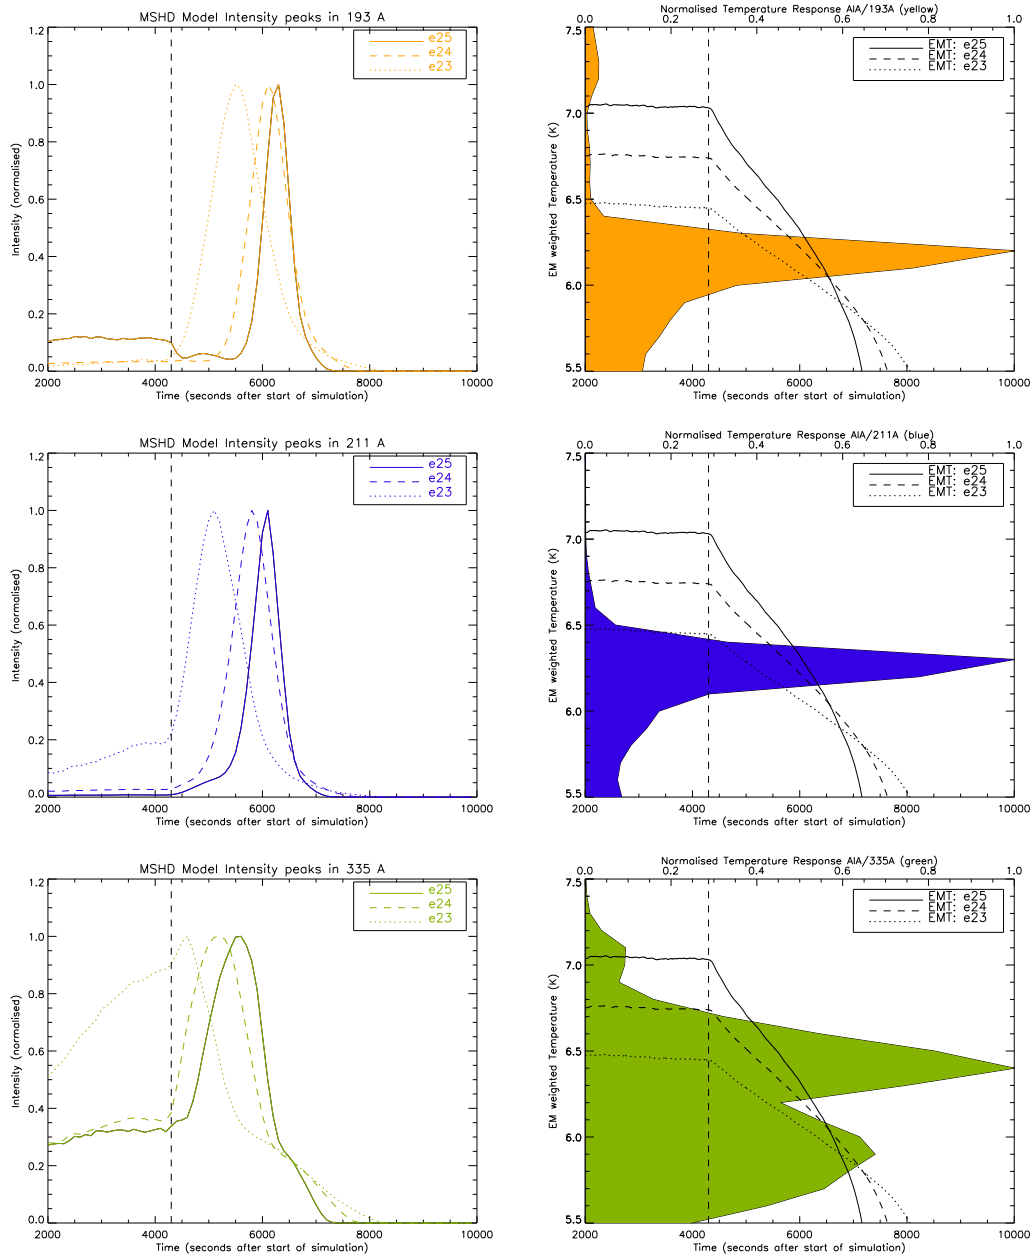 MSHD Model Intensity peaks in 193 A
1.2
1.0
0.8
0.6
0.4
0.2
0.0
Intensity (normalised)
e25
e24
e23
2000
4000
6000
8000
10000
Time (seconds after start of simulation)
Normalised Temperature Response AIA/193A (yellow)
0.0
0.2
0.4
0.6
0.8
1.0
7.5
7.0
6.5
6.0
5.5
EM weighted Temperature (K)
EMT: e25
EMT: e24
EMT: e23
2000
4000
6000
8000
10000
Time (seconds after start of simulation)
MSHD Model Intensity peaks in 211 A
1.2
1.0
0.8
0.6
0.4
0.2
0.0
Intensity (normalised)
e25
e24
e23
2000
4000
6000
8000
10000
Time (seconds after start of simulation)
Normalised Temperature Response AIA/211A (blue)
0.0
0.2
0.4
0.6
0.8
1.0
7.5
7.0
6.5
6.0
5.5
EM weighted Temperature (K)
EMT: e25
EMT: e24
EMT: e23
2000
4000
6000
8000
10000
Time (seconds after start of simulation)
MSHD Model Intensity peaks in 335 A
1.2
1.0
0.8
0.6
0.4
0.2
0.0
Intensity (normalised)
e25
e24
e23
2000
4000
6000
8000
10000
Time (seconds after start of simulation)
Normalised Temperature Response AIA/335A (green)
0.0
0.2
0.4
0.6
0.8
1.0
7.5
7.0
6.5
6.0
5.5
EM weighted Temperature (K)
EMT: e25
EMT: e24
EMT: e23
2000
4000
6000
8000
10000
Time (seconds after start of simulation)